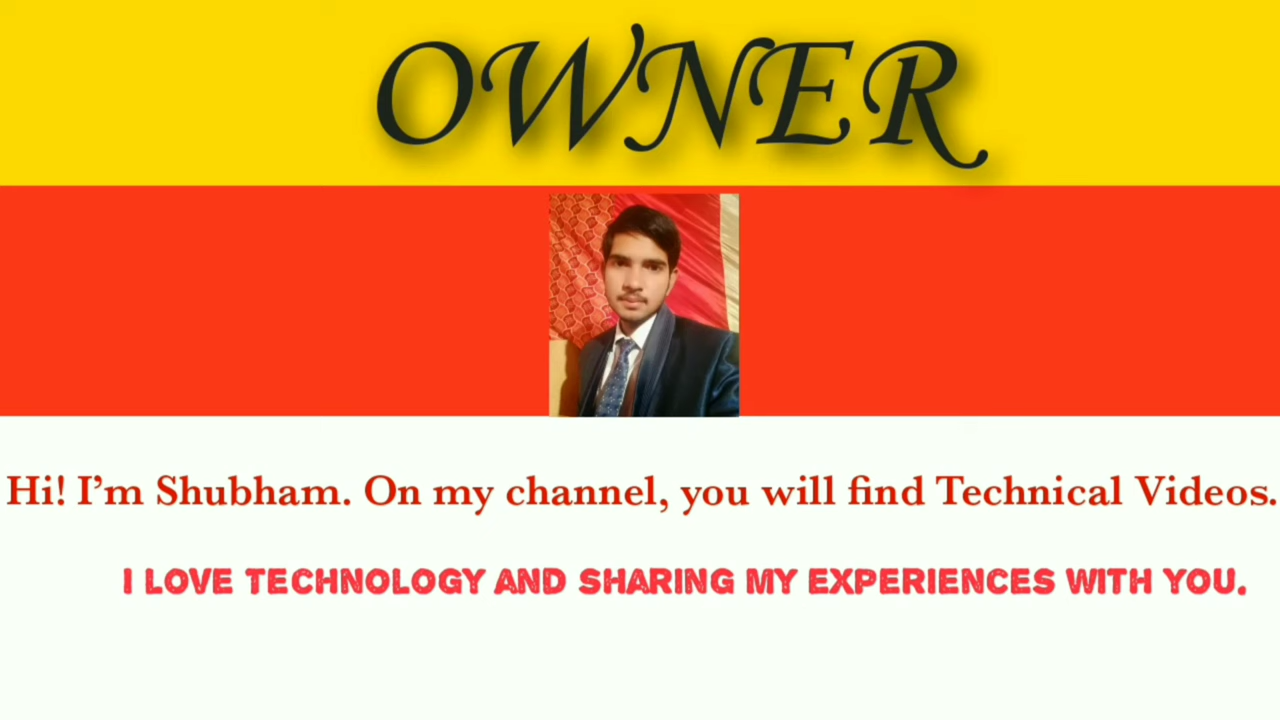 OWNER
Hi! I’m Shubham. On my channel, you will find Technical Videos.
I LOVE TECHNOLOGY AND SHARING MY EXPERIENCES WITH YOU.